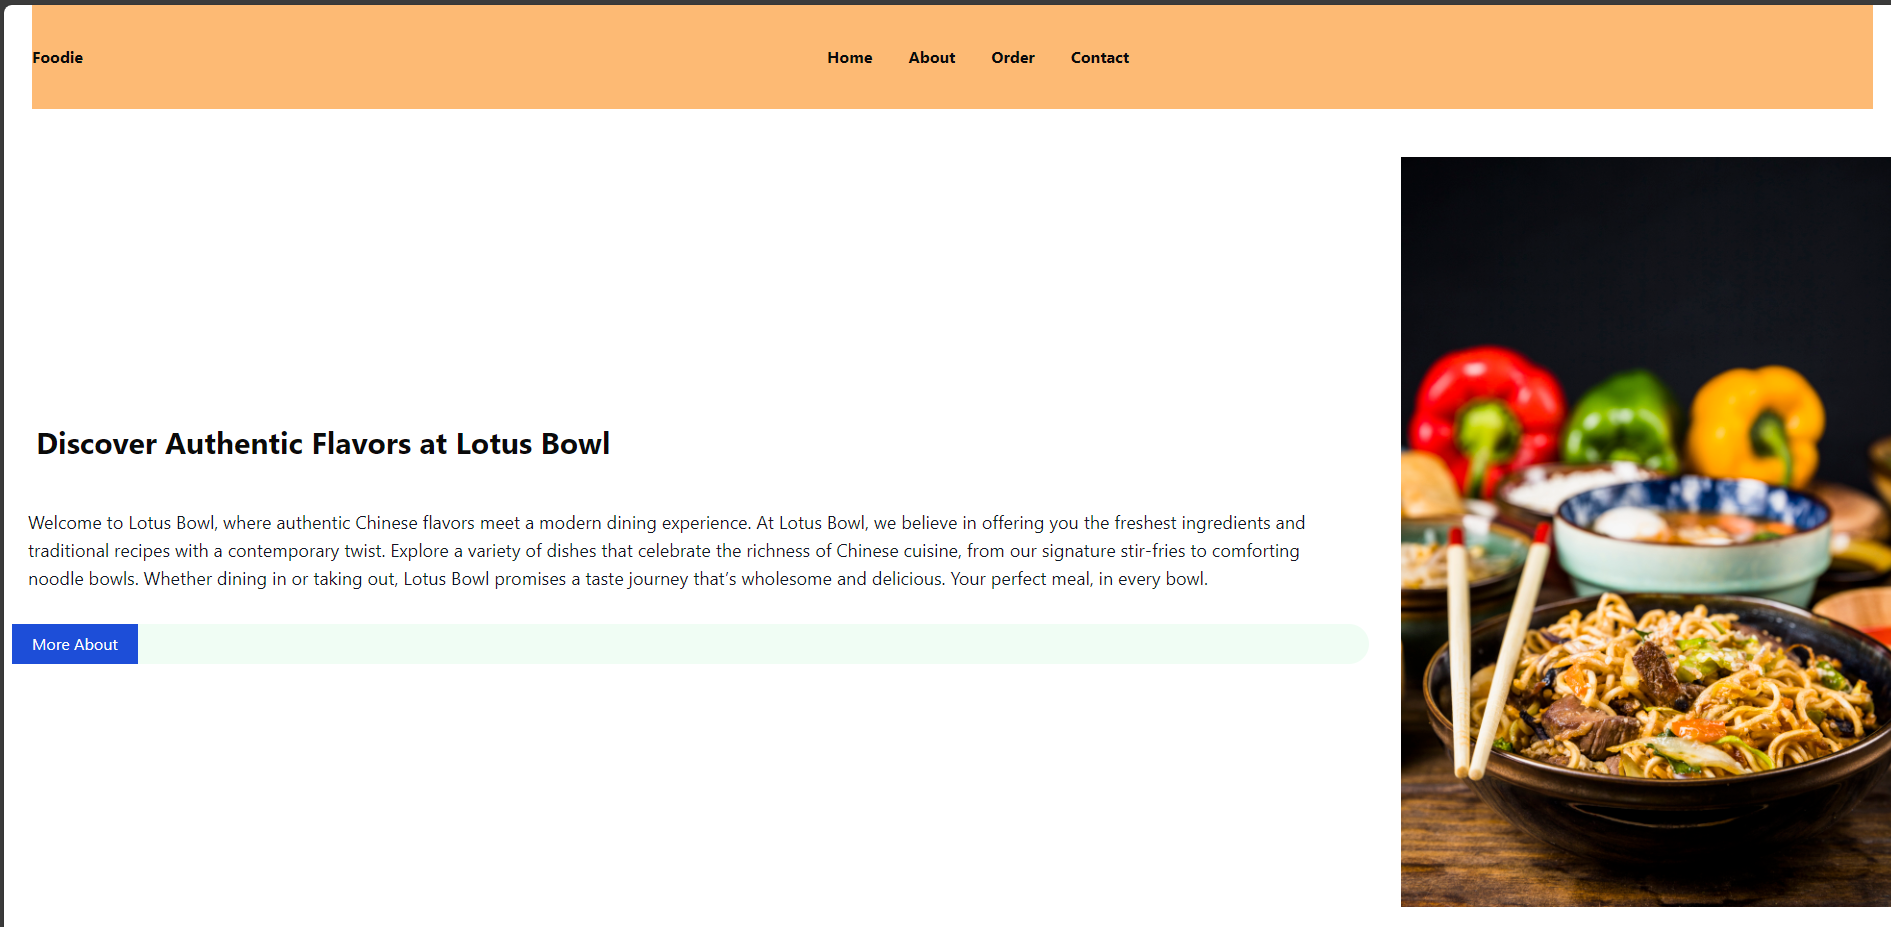 Foodie Home About Order Contact
Discover Authentic Flavors at Lotus Bowl
Welcome to Lotus Bowl, where authentic Chinese flavors meet a modern dining experience. At Lotus Bowl, we believe in offering you the freshest ingredients and
traditional recipes with a contemporary twist. Explore a variety of dishes that celebrate the richness of Chinese cuisine, from our signature stir-fries to comforting
noodle bowls. Whether dining in or taking out, Lotus Bowl promises a taste journey that’s wholesome and delicious. Your perfect meal, in every bowl.
More About